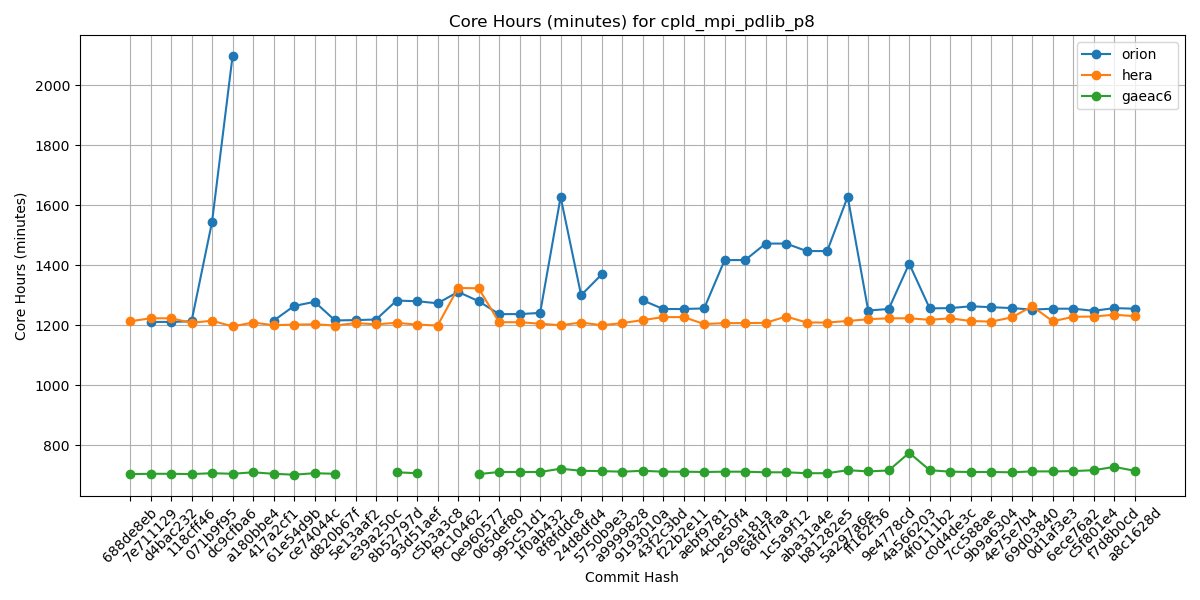 Core Hours (minutes) for cpld_mpi_pdlib_p8
Core Hours (minutes)
2000
1800
1600
1400
1200
1000
800
orion
hera
gaeac6
688de8eb
7e711129
d4bac232
118cff46
071b9f95
dc9cfba6
a180bbe4
417a2cf1
61e54d9b
ce74044c
d820b67f
5e13aaf2
e39a250c
8b52797d
93d51aef
c5b3a3c8
f9c10462
0e960577
065def80
995c51d1
1f0ab432
8f8fddc8
24d8dfd4
5750b9e3
a9999828
9193010a
43f2c3bd
f22b2e11
aebf9781
4cbe50f4
269e181a
68fd7faa
1c5a9f12
aba31a4e
b81282e5
5a297a6e
ff162f36
9e4778cd
4a566203
4f0111b2
c0d4de3c
7cc588ae
9b9a6304
4e75e7b4
69d03840
0d1af3e3
6ece76a2
c5f801e4
f7d8b0cd
a8c1628d
Commit Hash